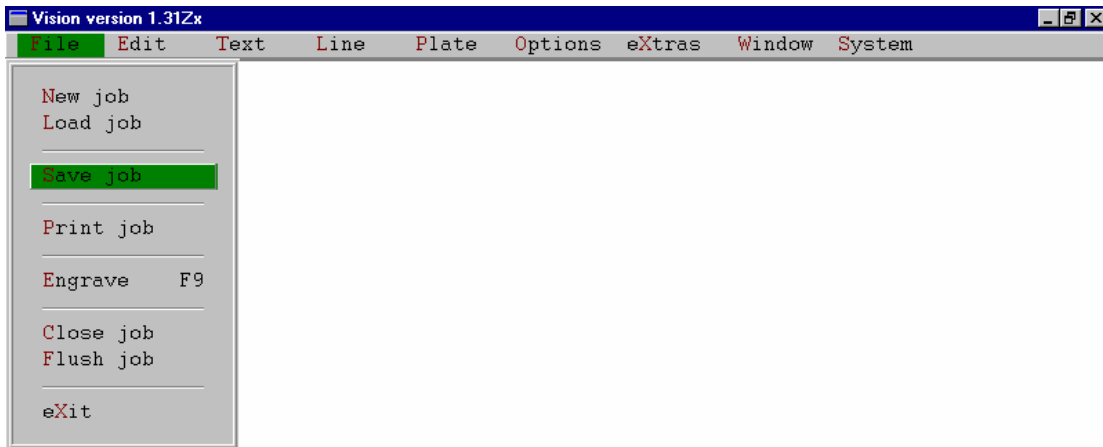 Vision version 1.31Zx
File Edit Text Line Plate Options eXtras Window System
New job
Load job
Save job
Print job
Engrave F9
Close job
Flush job
eXit